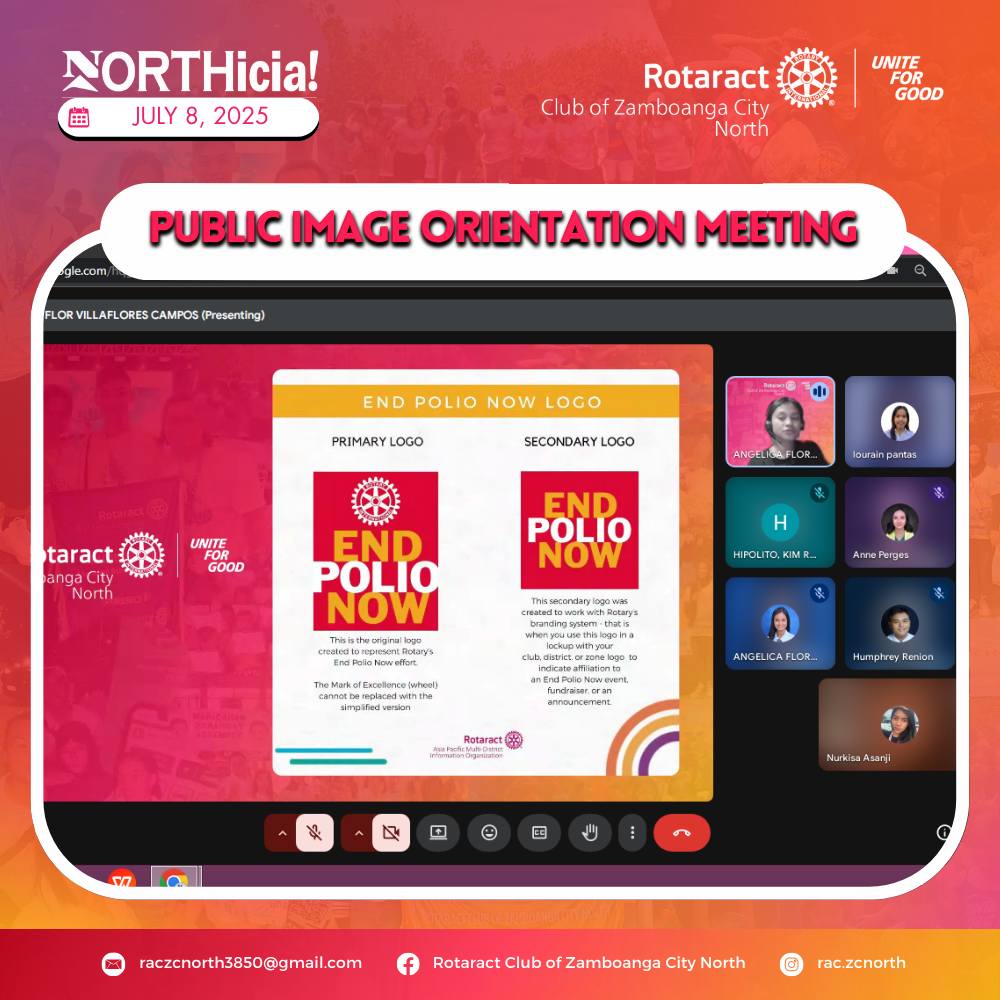 NORTHicia!
JULY 8, 2025
Rotaract
Club of Zamboanga City
North
UNITE
FOR
GOOD
PUBLIC IMAGE ORIENTATION MEETING
ogle.com/
FLOR VILLAFLORES CAMPOS (Presenting)
otaract
anga City
North
UNITE
FOR
GOOD
END POLIO NOW LOGO
PRIMARY LOGO
END
POLIO
NOW
This is the original logo
created to represent Rotary's
End Polio Now effort.
The Mark of Excellence (wheel)
cannot be replaced with the
simplified version
SECONDARY LOGO
END
POLIO
NOW
This secondary logo was
created to work with Rotary's
branding system - that is
when you use this logo in a
lockup with your
club, district, or zone logo to
indicate affiliation to
an End Polio Now event,
fundraiser, or an
announcement.
Rotaract
Asia Pacific Multi-District
Information Organization
ANGELICA FLOR...
lourain pantas
H
HIPOLITO, KIM R...
Anne Perges
ANGELICA FLOR...
Humphrey Renion
Nurkisa Asanji
CC
raczcnorth3850@gmail.com
Rotaract Club of Zamboanga City North
rac.zcnorth